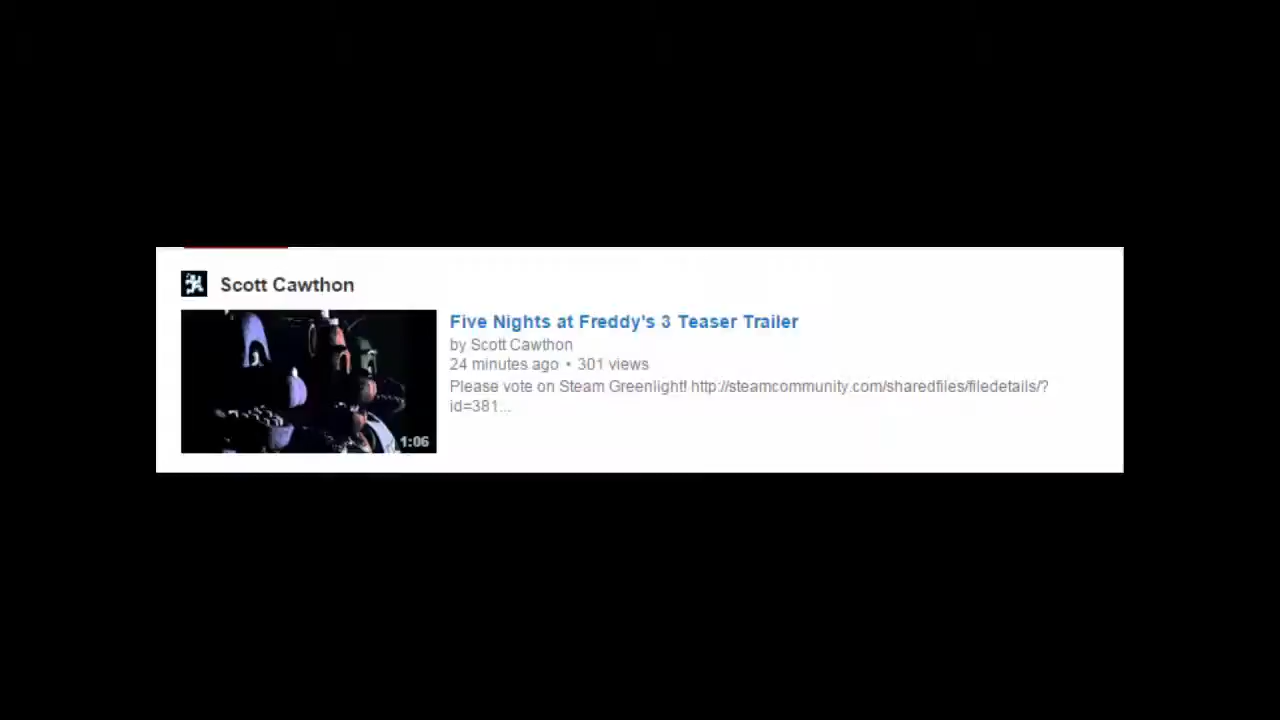 Scott Cawthon
Five Nights at Freddy's 3 Teaser Trailer
by Scott Cawthon
24 minutes ago • 301 views
Please vote on Steam Greenlight! http://steamcommunity.com/sharedfiles/filedetails/?
id=381...
1:06